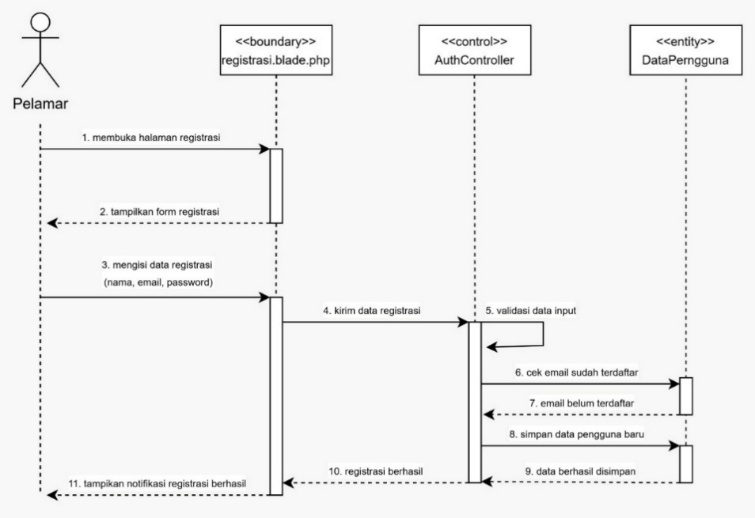 <<boundary>>
registrasi.blade.php
<<control>>
AuthController
<<entity>>
DataPerngguna
Pelamar
1. membuka halaman registrasi
2. tampilkan form registrasi
3. mengisi data registrasi
(nama, email, password)
4. kirim data registrasi
5. validasi data input
6. cek email sudah terdaftar
7. email belum terdaftar
8. simpan data pengguna baru
9. data berhasil disimpan
10. registrasi berhasil
11. tampikan notifikasi registrasi berhasil